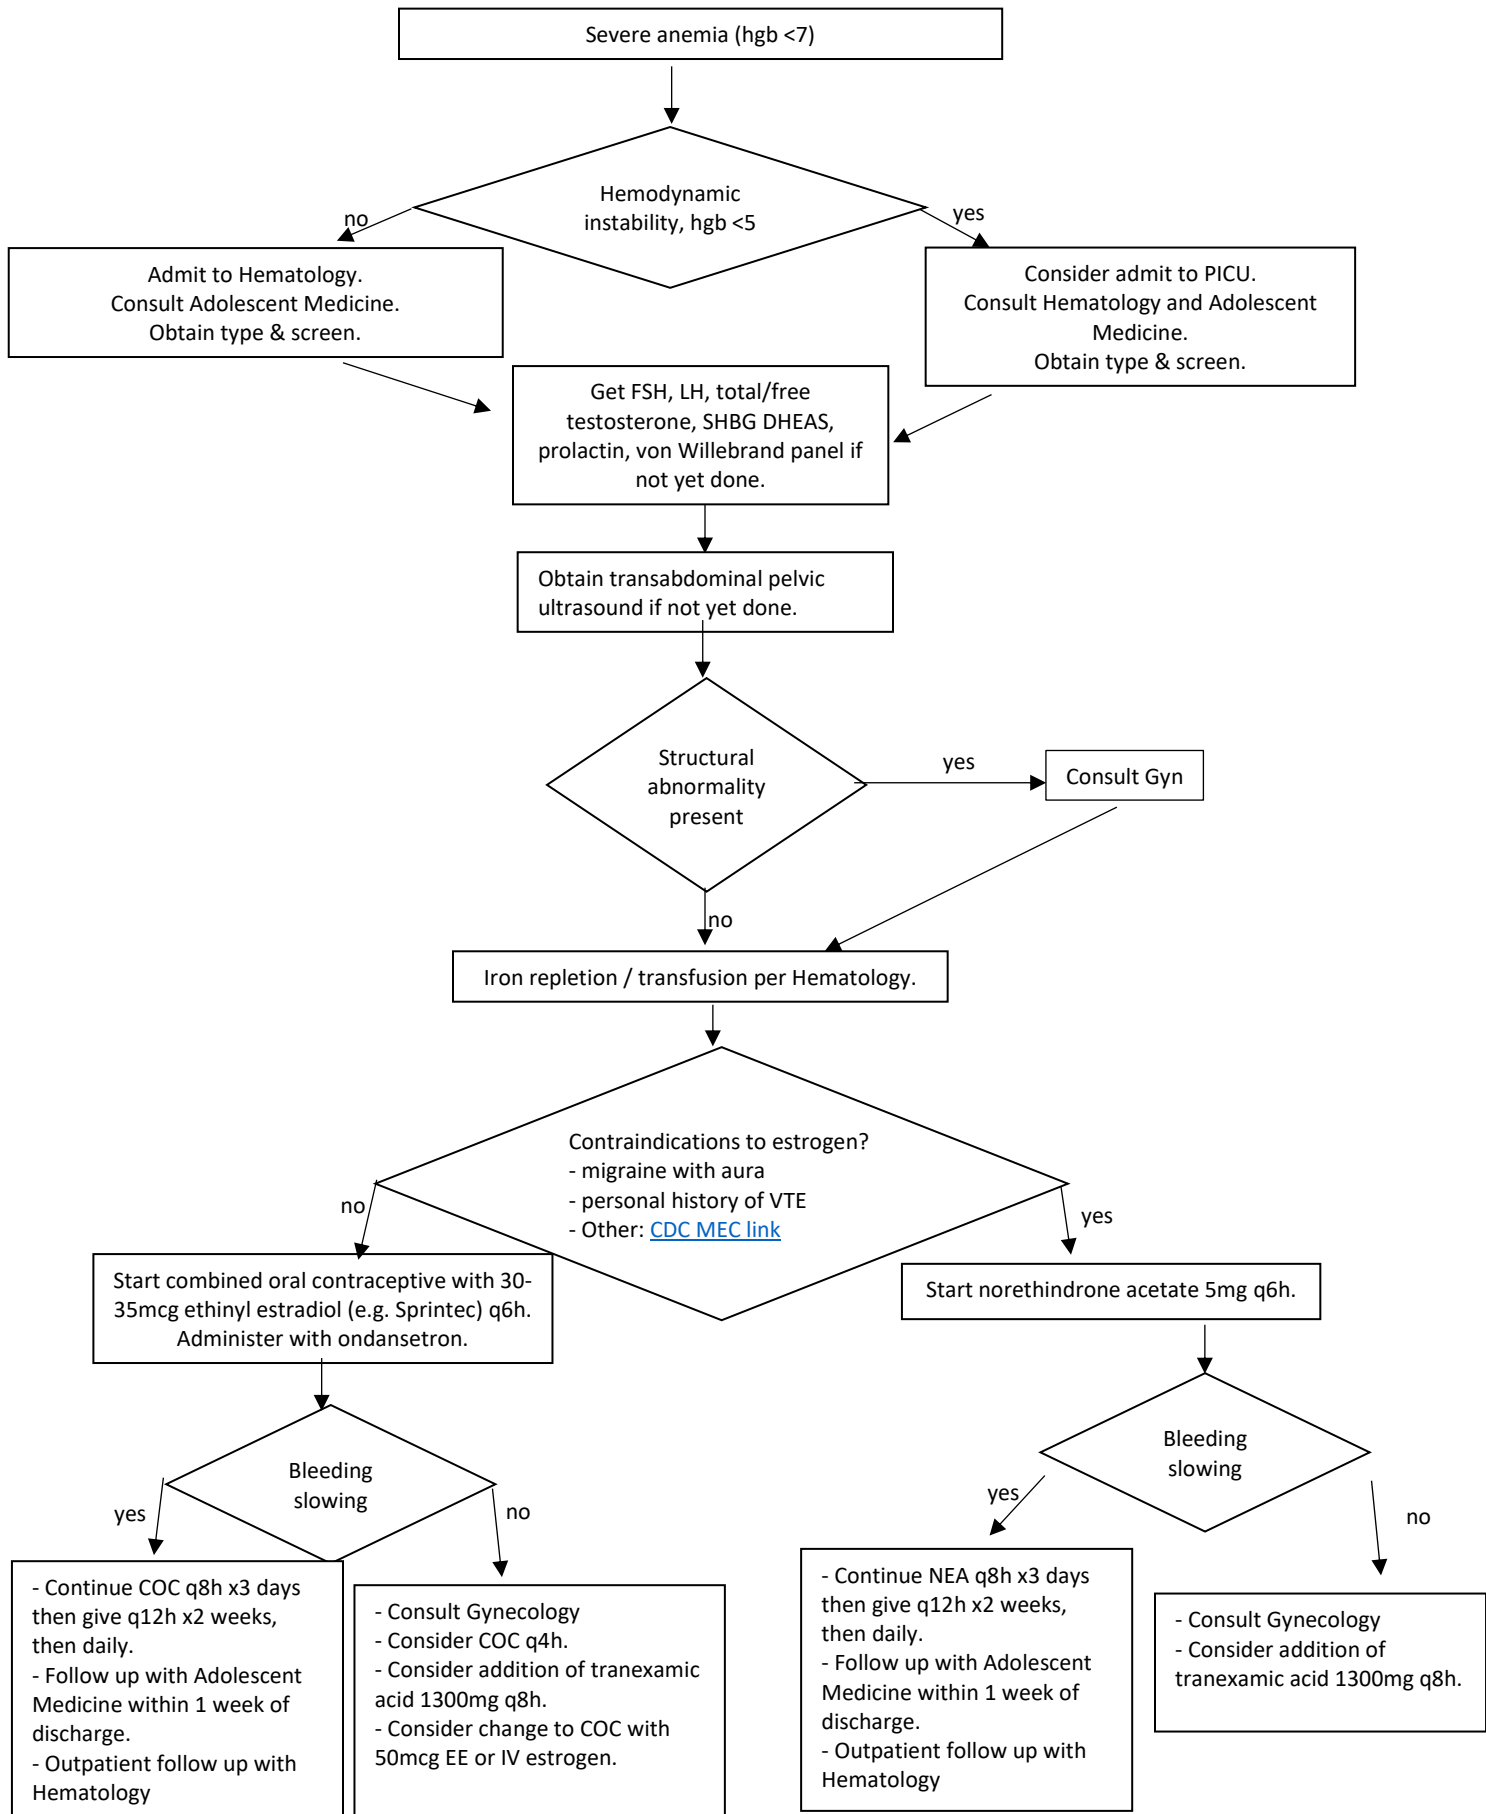 Severe anemia (hgb <7)
Hemodynamic
instability, hgb <5
no
yes
Admit to Hematology.
Consult Adolescent Medicine.
Obtain type & screen.
Consider admit to PICU.
Consult Hematology and Adolescent
Medicine.
Obtain type & screen.
Get FSH, LH, total/free
testosterone, SHBG DHEAS,
prolactin, von Willebrand panel if
not yet done.
Obtain transabdominal pelvic
ultrasound if not yet done.
Structural
abnormality
present
yes
Consult Gyn
no
Iron repletion / transfusion per Hematology.
Contraindications to estrogen?
- migraine with aura
- personal history of VTE
- Other: CDC MEC link
no
yes
Start combined oral contraceptive with 30-
35mcg ethinyl estradiol (e.g. Sprintec) q6h.
Administer with ondansetron.
Start norethindrone acetate 5mg q6h.
Bleeding
slowing
yes
no
Bleeding
slowing
yes
no
- Continue COC q8h x3 days
then give q12h x2 weeks,
then daily.
- Follow up with Adolescent
Medicine within 1 week of
discharge.
- Outpatient follow up with
Hematology
- Consult Gynecology
- Consider COC q4h.
- Consider addition of tranexamic
acid 1300mg q8h.
- Consider change to COC with
50mcg EE or IV estrogen.
- Continue NEA q8h x3 days
then give q12h x2 weeks,
then daily.
- Follow up with Adolescent
Medicine within 1 week of
discharge.
- Outpatient follow up with
Hematology
- Consult Gynecology
- Consider addition of
tranexamic acid 1300mg q8h.